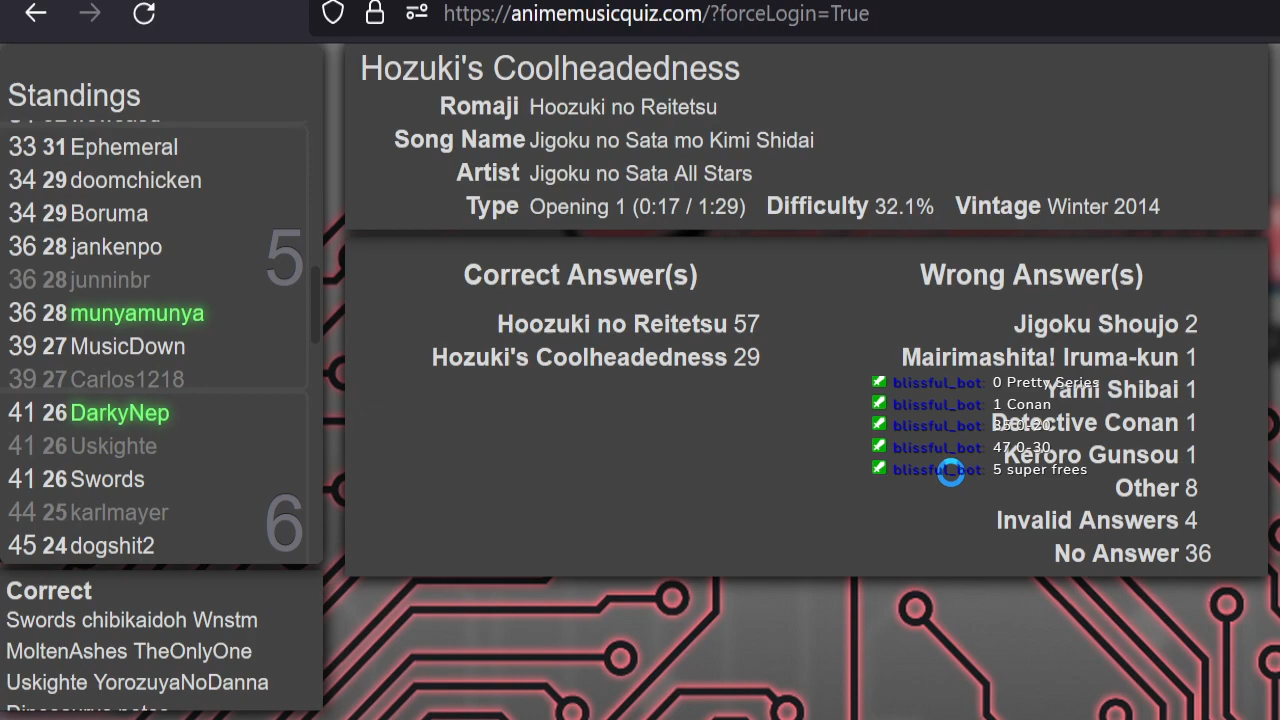 https://animemusicquiz.com/?forceLogin=True
Standings
33 31 Ephemeral
34 29 doomchicken
34 29 Boruma
36 28 jankenpo
36 28 junninbr
5
36 28 munyamunya
39 27 MusicDown
39 27 Carlos1218
41 26 DarkyNep
41 26 Uskighte
41 26 Swords
44 25 karlmayer
6
45 24 dogshit2
Correct
Swords chibikaidoh Wnstm
MoltenAshes TheOnlyOne
Uskighte YorozuyaNoDanna
Hozuki's Coolheadedness
Romaji Hoozuki no Reitetsu
Song Name Jigoku no Sata mo Kimi Shidai
Artist Jigoku no Sata All Stars
Type Opening 1 (0:17 / 1:29) Difficulty 32.1% Vintage Winter 2014
Correct Answer(s)
Hoozuki no Reitetsu 57
Hozuki's Coolheadedness 29
Wrong Answer(s)
Jigoku Shoujo 2
Mairimashita! Iruma-kun 1
Yami Shibai 1
Detective Conan 1
Keroro Gunsou 1
Other 8
Invalid Answers 4
No Answer 36
blissful_bot: 0 Pretty Series
blissful_bot: 1 Conan
blissful_bot:
blissful_bot: 47 0-30
blissful_bot: 5 super frees